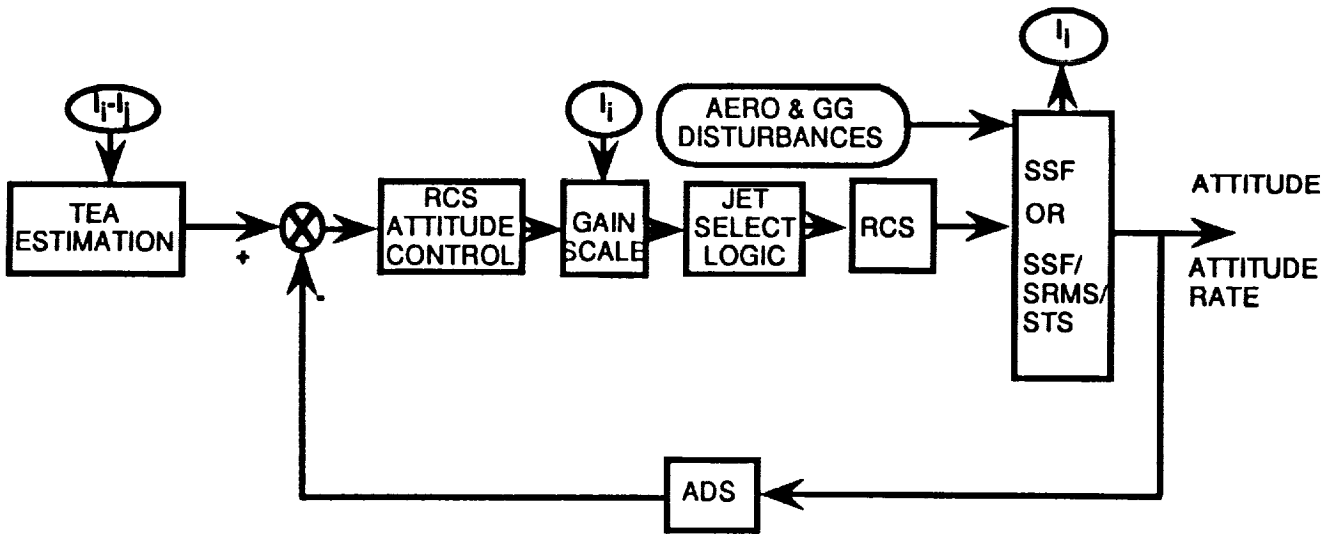 Ii-Ij
TEA
ESTIMATION
+
-
RCS
ATTITUDE
CONTROL
Ii
GAIN
SCALE
JET
SELECT
LOGIC
RCS
AERO & GG
DISTURBANCES
Ii
SSF
OR
SSF/
SRMS/
STS
ATTITUDE
ATTITUDE
RATE
ADS